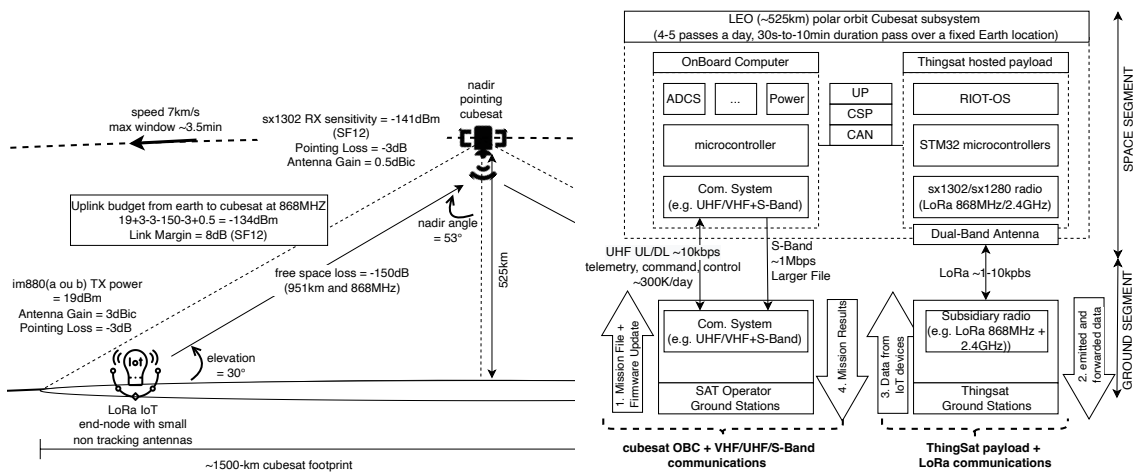 speed 7km/s
max window ~3.5min
nadir
pointing
cubesat
sx1302 RX sensitivity = -141dBm
(SF12)
Pointing Loss = -3dB
Antenna Gain = 0.5dBic
Uplink budget from earth to cubesat at 868MHZ
19+3-3-150-3+0.5 = -134dBm
Link Margin = 8dB (SF12)
nadir angle
= 53°
free space loss = -150dB
(951km and 868MHz)
525km
im880(a ou b) TX power
= 19dBm
Antenna Gain = 3dBic
Pointing Loss = -3dB
IoT
elevation
= 30°
LoRa IoT
end-node with small
non tracking antennas
~1500-km cubesat footprint
LEO (~525km) polar orbit Cubesat subsystem
(4-5 passes a day, 30s-to-10min duration pass over a fixed Earth location)
OnBoard Computer
ADCS
...
Power
microcontroller
Com. System
(e.g. UHF/VHF+S-Band)
UP
CSP
CAN
Thingsat hosted payload
RIOT-OS
STM32 microcontrollers
sx1302/sx1280 radio
(LoRa 868MHz/2.4GHz)
Dual-Band Antenna
SPACE SEGMENT
GROUND SEGMENT
UHF UL/DL ~10kbps
telemetry, command, control
~300K/day
S-Band
~1Mbps
Larger File
LoRa ~1-10kpbs
1. Mission File +
Firmware Update
Com. System
(e.g. UHF/VHF+S-Band)
SAT Operator
Ground Stations
4. Mission Results
3. Data from
IoT devices
Subsidiary radio
(e.g. LoRa 868MHz +
2.4GHz))
Thingsat
Ground Stations
2. emitted and
forwarded data
cubesat OBC + VHF/UHF/S-Band
communications
ThingSat payload +
LoRa communications